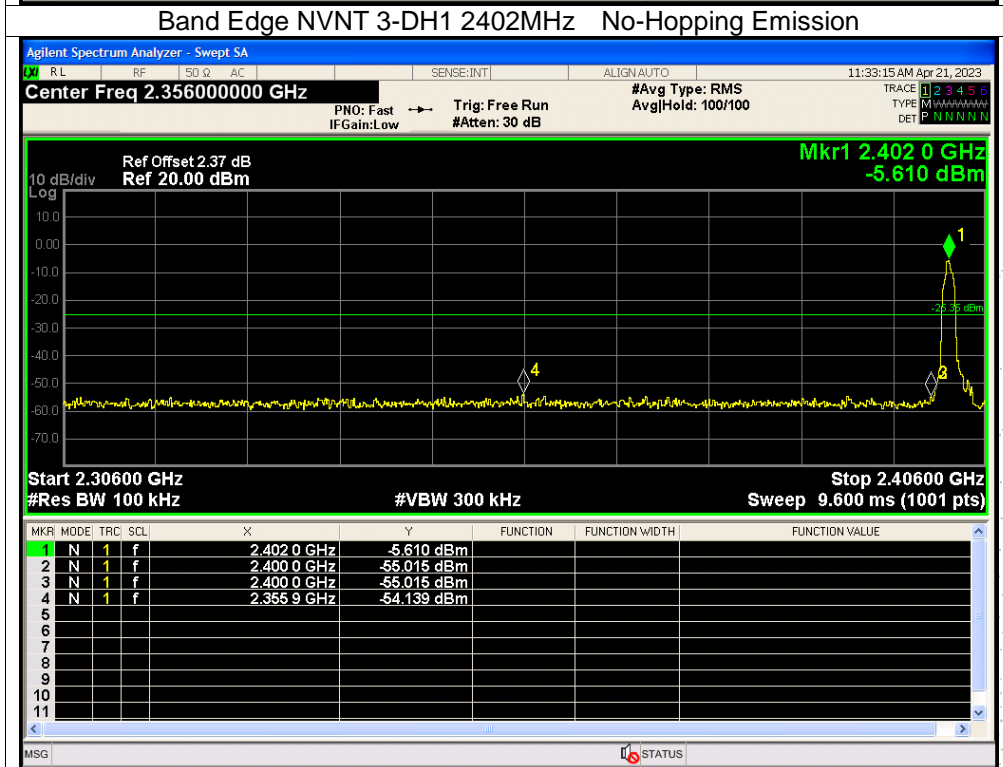 Band Edge NVNT 3-DH1 2402MHz No-Hopping Emission
Agilent Spectrum Analyzer - Swept SA
LXI RL RF 50 Ω AC SENSE:INT ALIGN AUTO 11:33:15 AM Apr 21, 2023
Center Freq 2.356000000 GHz #Avg Type: RMS TRACE 1 2 3 4 5 6
PNO: Fast Trig: Free Run Avg|Hold: 100/100 TYPE M WWWWW
IFGain:Low #Atten: 30 dB DET P N N N N N
Mkr1 2.402 0 GHz
Ref Offset 2.37 dB
10 dB/div Ref 20.00 dBm -5.610 dBm
Log
10.0
1
0.00
-10.0
-20.0
-25.35 dBm
-30.0
-40.0
4
-50.0
-60.0
-70.0
Start 2.30600 GHz Stop 2.40600 GHz
#Res BW 100 kHz #VBW 300 kHz Sweep 9.600 ms (1001 pts)
MKR MODE TRC SCL X Y FUNCTION FUNCTION WIDTH FUNCTION VALUE
1 N 1 f 2.402 0 GHz -5.610 dBm
2 N 1 f 2.400 0 GHz -55.015 dBm
3 N 1 f 2.400 0 GHz -55.015 dBm
4 N 1 f 2.355 9 GHz -54.139 dBm
5
6
7
8
9
10
11
MSG STATUS